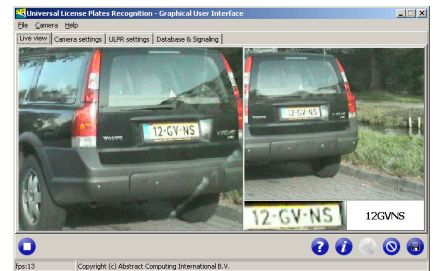 Universal License Plates Recognition - Graphical User Interface
File Camera Help
Live view Camera settings ULPR settings Database & Signaling
12-GV-NS
VOLVO
12-GV-NS
12-GV-NS
12GVNS
fps:13 Copyright (c) Abstract Computing International B.V.